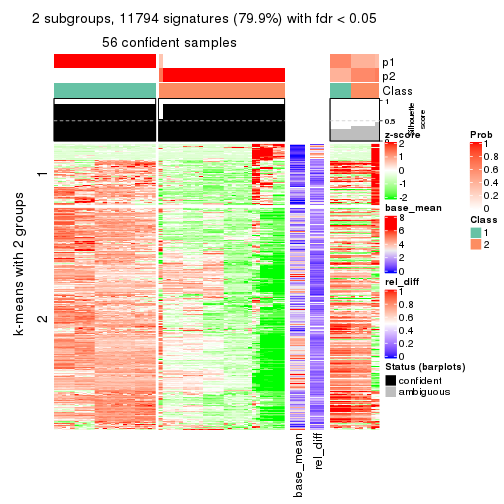 2 subgroups, 11794 signatures (79.9%) with fdr < 0.05
56 confident samples
p1
p2
Class
1
0.5
0
Silhouette
score
k-means with 2 groups
1
2
base_mean
rel_diff
z-score
2
1
0
-1
-2
base_mean
8
6
4
2
0
rel_diff
1
0.8
0.6
0.4
0.2
0
Status (barplots)
confident
ambiguous
Prob
1
0.8
0.6
0.4
0.2
0
Class
1
2